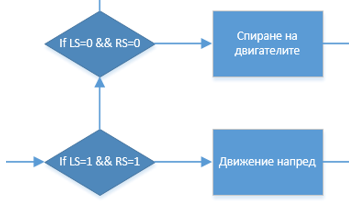 If LS=0 && RS=0
Спиране на
двигателите
If LS=1 && RS=1
Движение напред